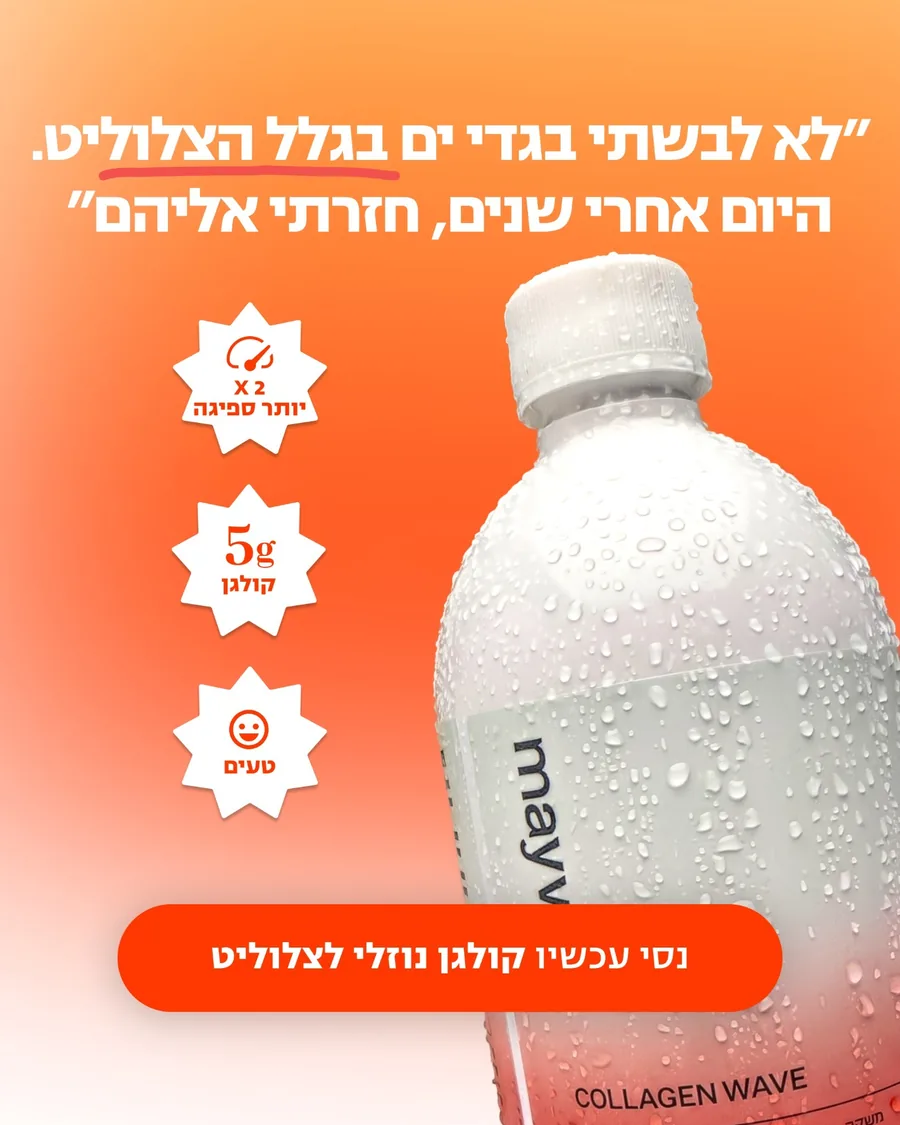 "לא לבשתי בגדי ים בגלל הצלוליט.
היום אחרי שנים, חזרתי אליהם"
X 2
יותר ספיגה
5g
קולגן
טעים
mayv
נסי עכשיו קולגן נוזלי לצלוליט
COLLAGEN WAVE